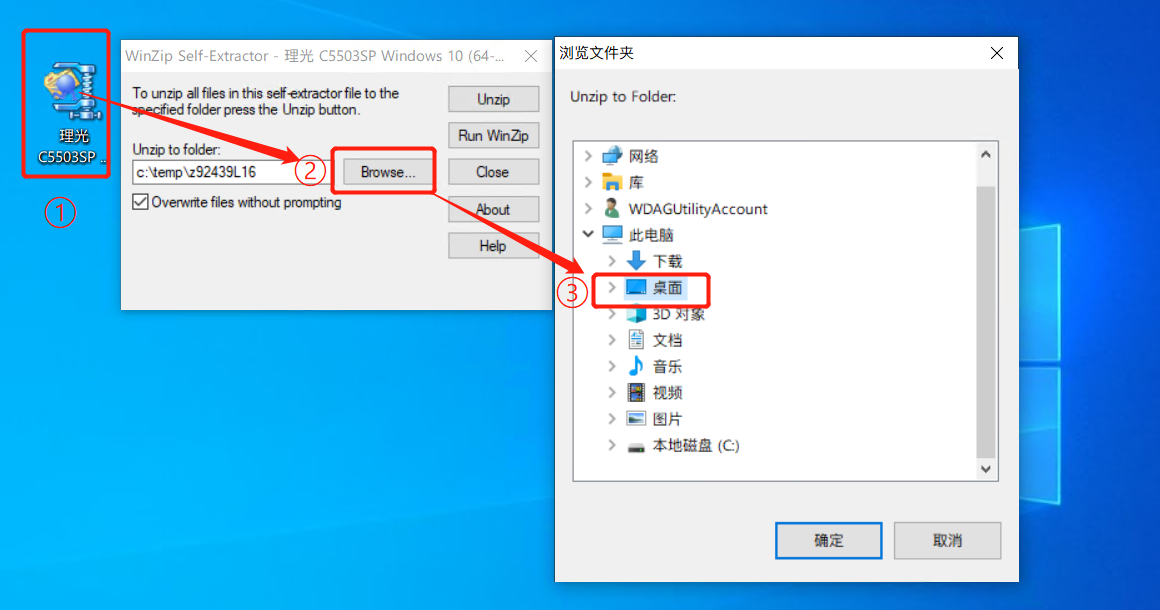 理光
C5503SP ..
①
WinZip Self-Extractor - 理光 C5503SP Windows 10 (64-...
To unzip all files in this self-extractor file to the
specified folder press the Unzip button.
Unzip to folder:
c:\temp\z92439L16
②
Browse...
Overwrite files without prompting
Unzip
Run WinZip
Close
About
Help
浏览文件夹
Unzip to Folder:
网络
库
WDAGUtilityAccount
此电脑
下载
③
桌面
3D 对象
文档
音乐
视频
图片
本地磁盘 (C:)
确定
取消